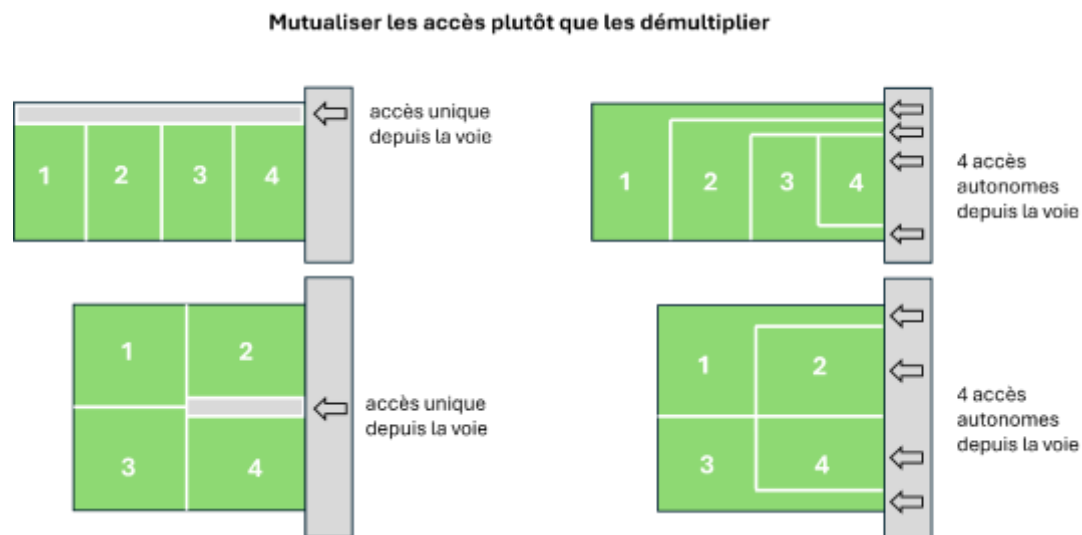 Mutualiser les accès plutôt que les démultiplier
accès unique
depuis la voie
1 2 3 4
4 accès
autonomes
depuis la voie
1 2 3 4
1 2
accès unique
depuis la voie
3 4
1 2
4 accès
autonomes
depuis la voie
3 4